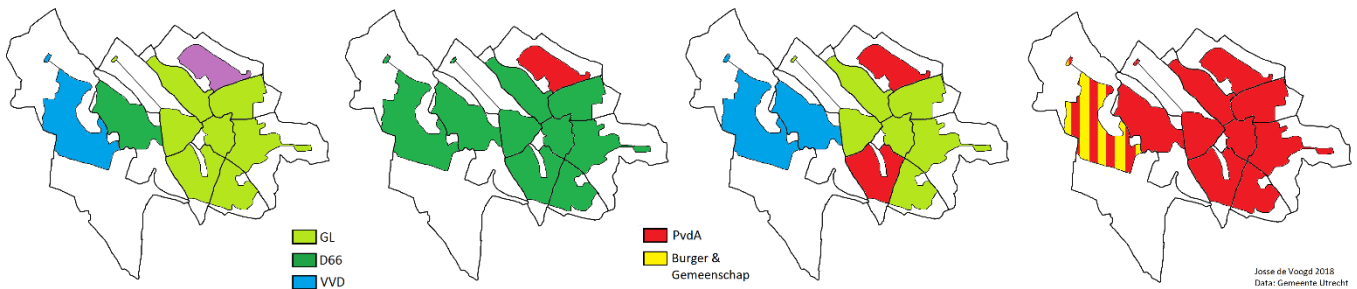 GL
D66
VVD
PvdA
Burger &
Gemeenschap
Josse de Voogd 2018
Data: Gemeente Utrecht